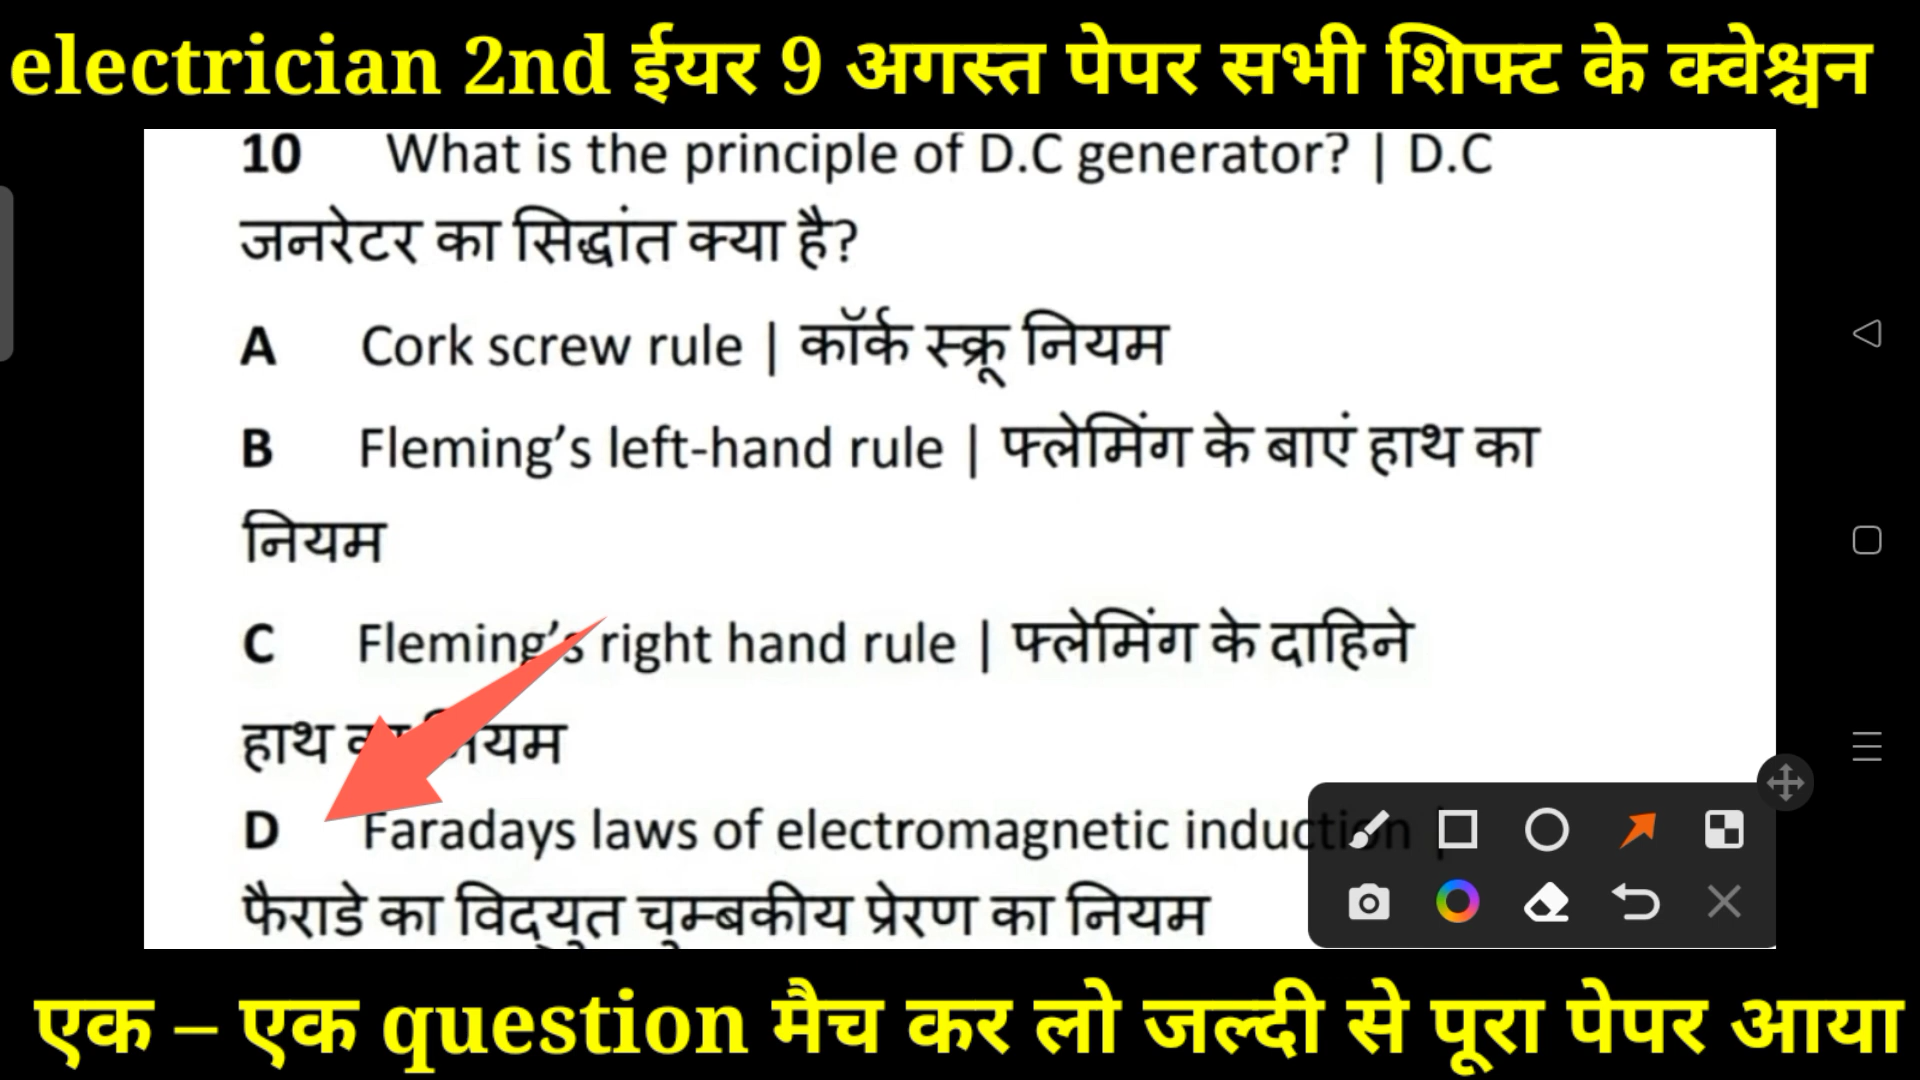 electrician 2nd ईयर 9 अगस्त पेपर सभी शिफ्ट के क्वेश्चन
10 What is the principle of D.C generator? | D.C
जनरेटर का सिद्धांत क्या है?
A Cork screw rule | कॉर्क स्क्रू नियम
B Fleming’s left-hand rule | फ्लेमिंग के बाएं हाथ का
नियम
C Fleming’s right hand rule | फ्लेमिंग के दाहिने
हाथ का नियम
D Faradays laws of electromagnetic induction |
फैराडे का विद्युत चुम्बकीय प्रेरण का नियम
एक – एक question मैच कर लो जल्दी से पूरा पेपर आया